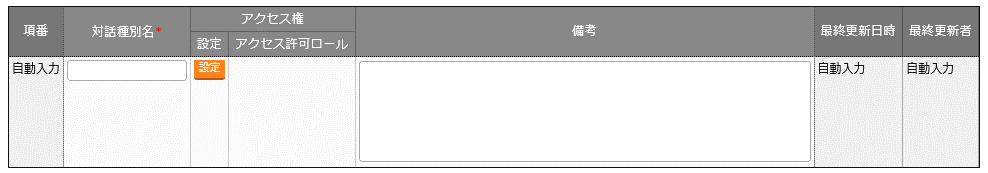 項番 対話種別名* アクセス権 備考 最終更新日時 最終更新者
設定 アクセス許可ロール
自動入力 設定 自動入力 自動入力